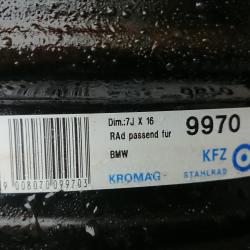 Dim.:7J X 16
RAd passend fur
9970
BMW
KFZ
KROMAG
STAHLRAD
9 008070 099703